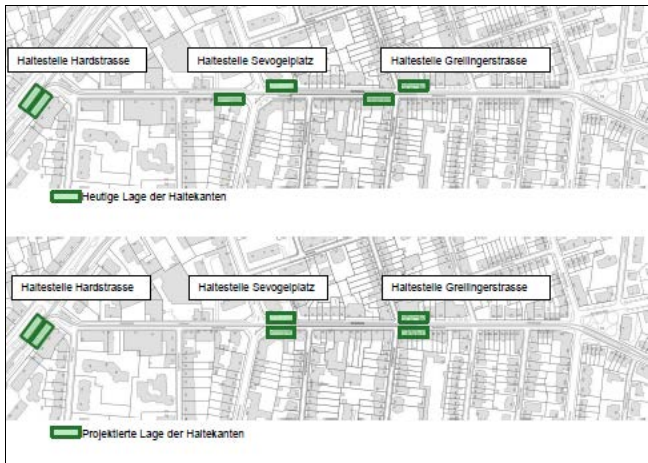 Haltestelle Hardstrasse
Haltestelle Sevogelplatz
Haltestelle Grellingerstrasse
Heutige Lage der Haltekanten
Haltestelle Hardstrasse
Haltestelle Sevogelplatz
Haltestelle Grellingerstrasse
Projektierte Lage der Haltekanten